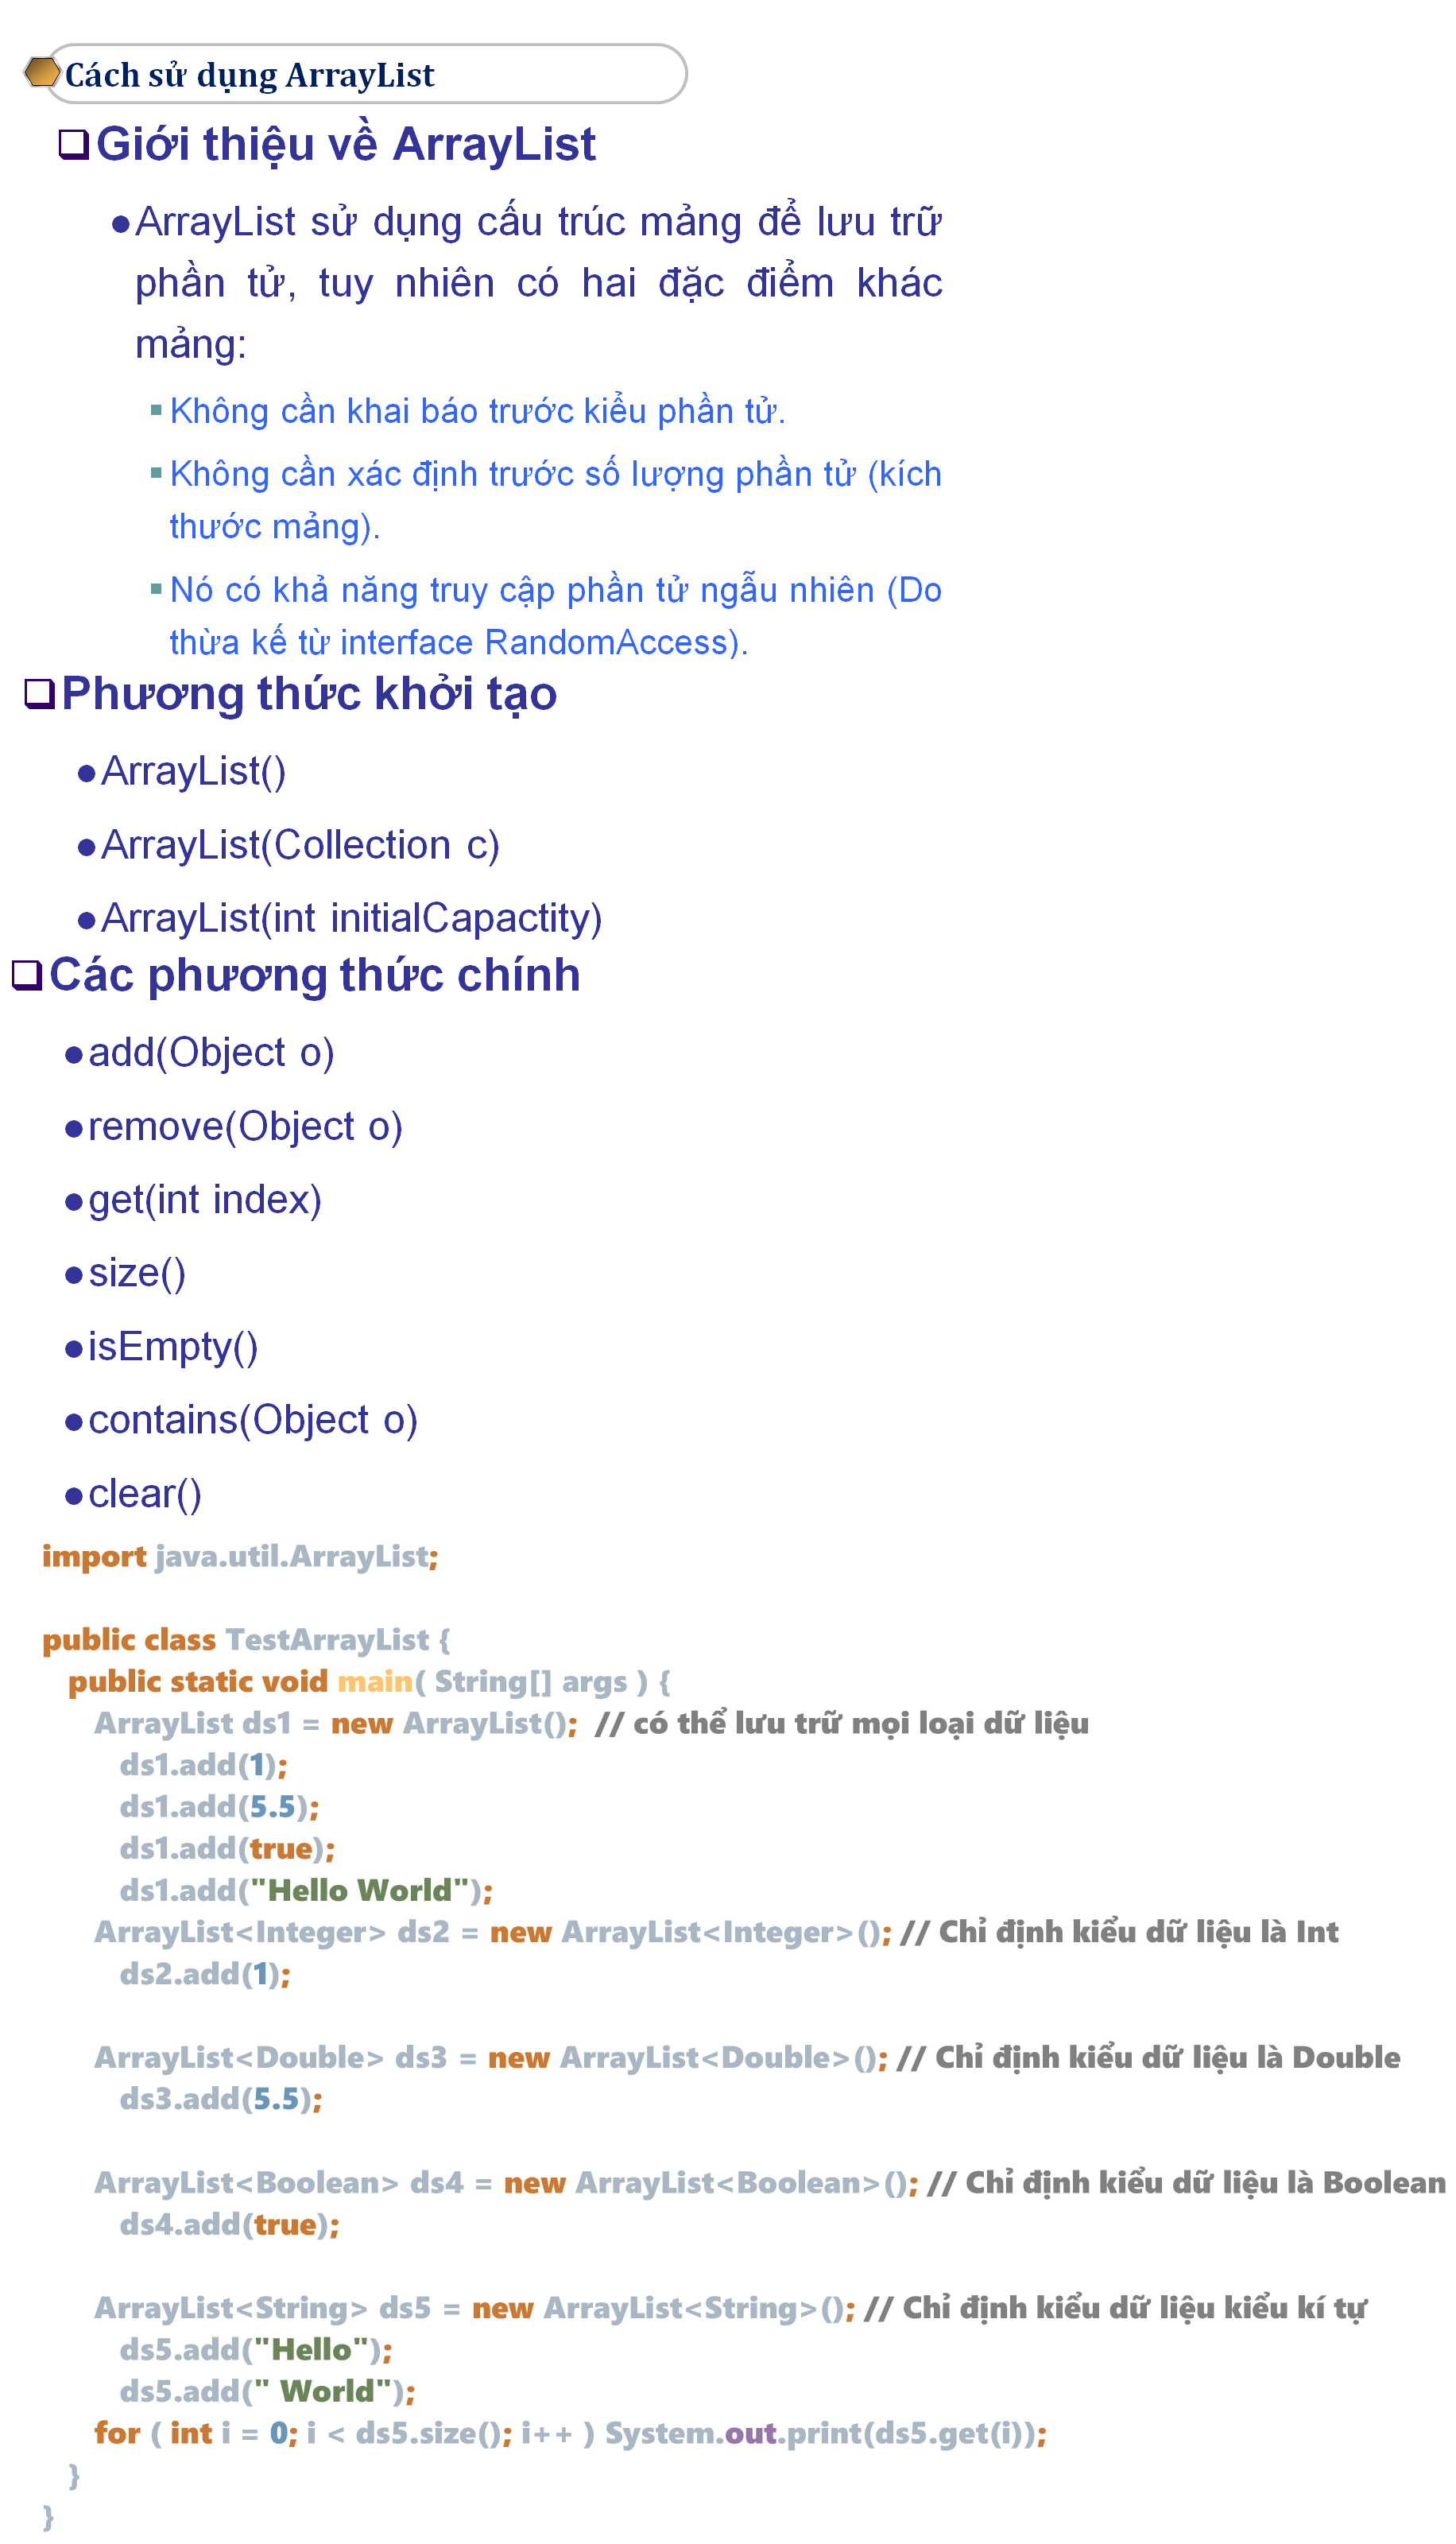 Cách sử dụng ArrayList
Giới thiệu về ArrayList
ArrayList sử dụng cấu trúc mảng để lưu trữ
phần tử, tuy nhiên có hai đặc điểm khác
mảng:
Không cần khai báo trước kiểu phần tử.
Không cần xác định trước số lượng phần tử (kích
thước mảng).
Nó có khả năng truy cập phần tử ngẫu nhiên (Do
thừa kế từ interface RandomAccess).
Phương thức khởi tạo
ArrayList()
ArrayList(Collection c)
ArrayList(int initialCapactity)
Các phương thức chính
add(Object o)
remove(Object o)
get(int index)
size()
isEmpty()
contains(Object o)
clear()
import java.util.ArrayList;
public class TestArrayList {
public static void main( String[] args ) {
ArrayList ds1 = new ArrayList(); // có thể lưu trữ mọi loại dữ liệu
ds1.add(1);
ds1.add(5.5);
ds1.add(true);
ds1.add("Hello World");
ArrayList<Integer> ds2 = new ArrayList<Integer>(); // Chỉ định kiểu dữ liệu là Int
ds2.add(1);
ArrayList<Double> ds3 = new ArrayList<Double>(); // Chỉ định kiểu dữ liệu là Double
ds3.add(5.5);
ArrayList<Boolean> ds4 = new ArrayList<Boolean>(); // Chỉ định kiểu dữ liệu là Boolean
ds4.add(true);
ArrayList<String> ds5 = new ArrayList<String>(); // Chỉ định kiểu dữ liệu kiểu kí tự
ds5.add("Hello");
ds5.add(" World");
for ( int i = 0; i < ds5.size(); i++ ) System.out.print(ds5.get(i));
}
}